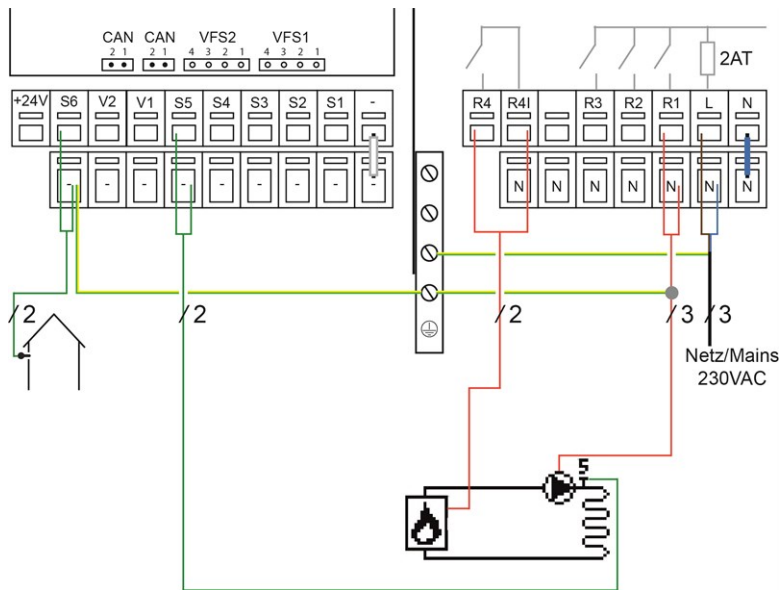 CAN CAN VFS2 VFS1
2 1 2 1 4 3 2 1 4 3 2 1
2AT
+24V S6 V2 V1 S5 S4 S3 S2 S1 -
R4 R4I R3 R2 R1 L N
- - - - - - - - -
N N N N N N
2
2
2
3
3
Netz/Mains
230VAC
5